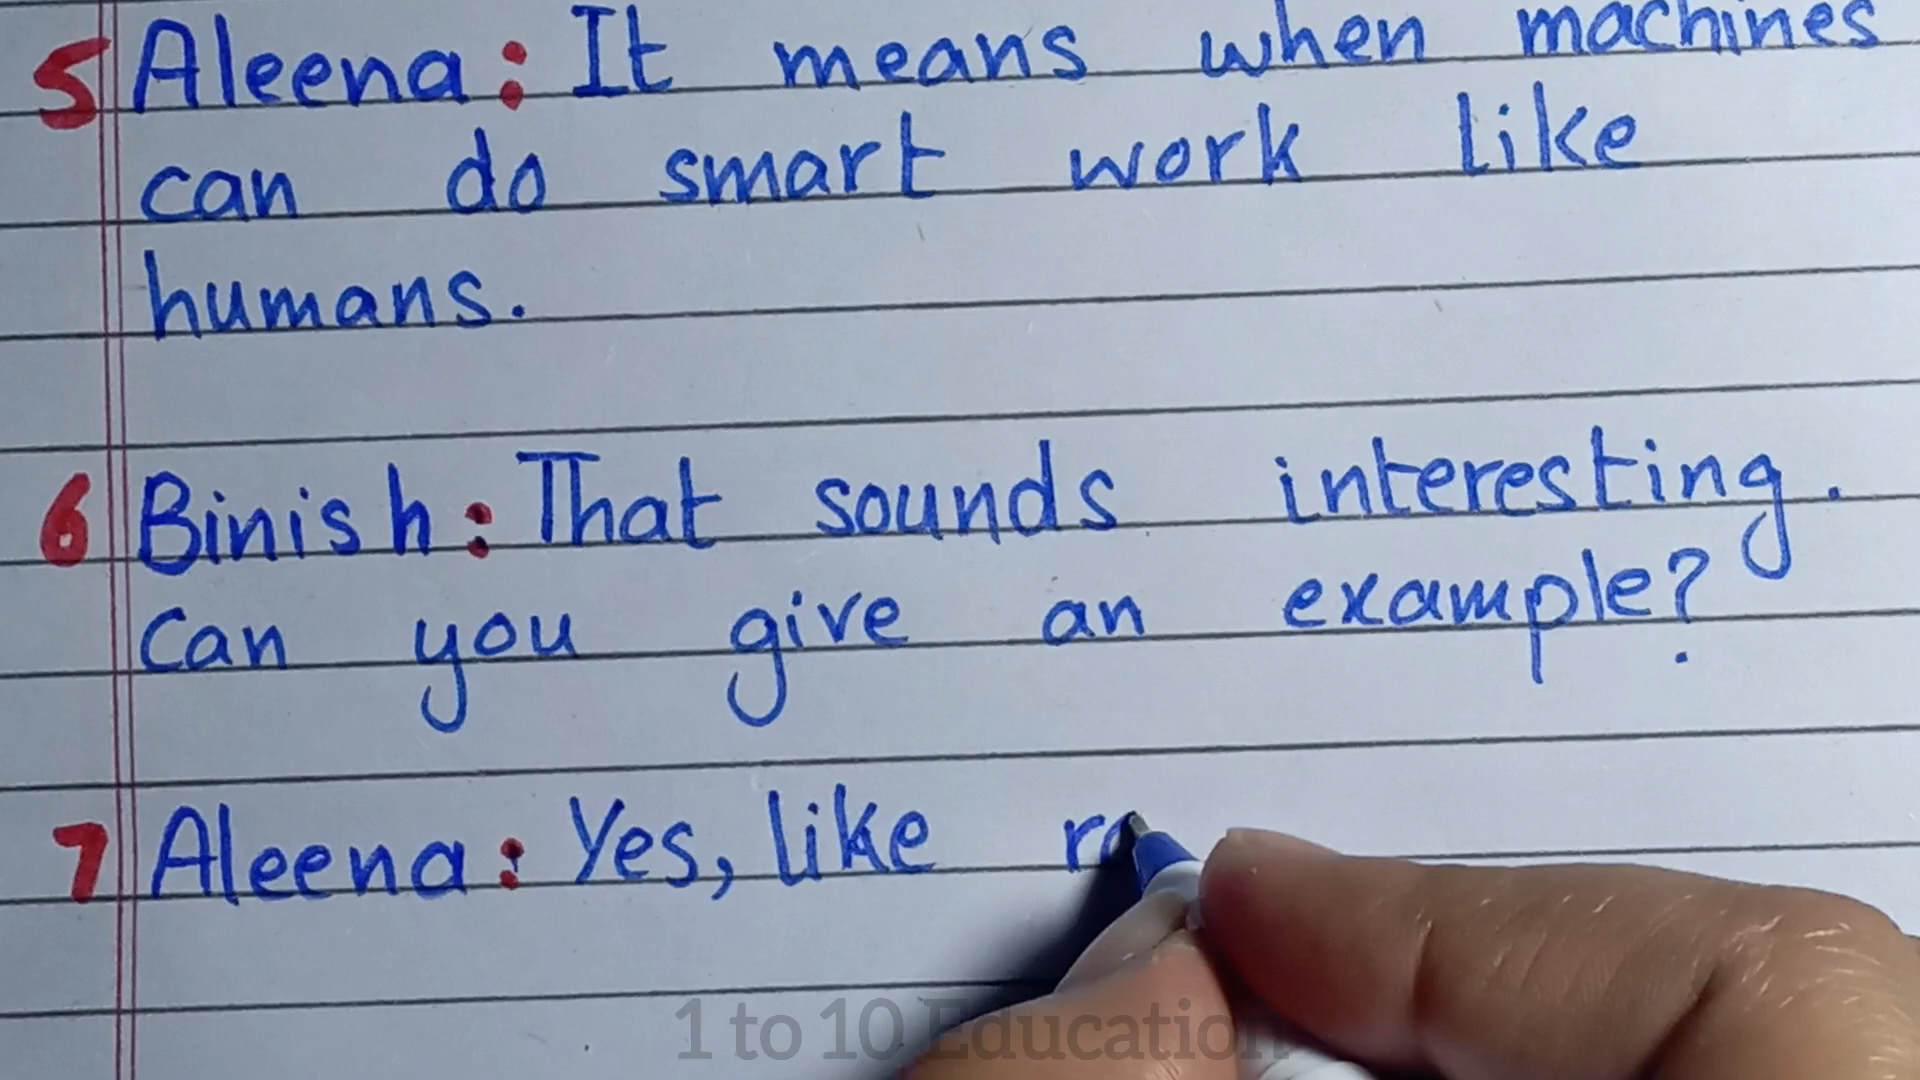 5 Aleena: It means when machines
can do smart work like
humans.
6 Binish: That sounds interesting.
Can you give an example?
7 Aleena: Yes, like
1 to 10 Education